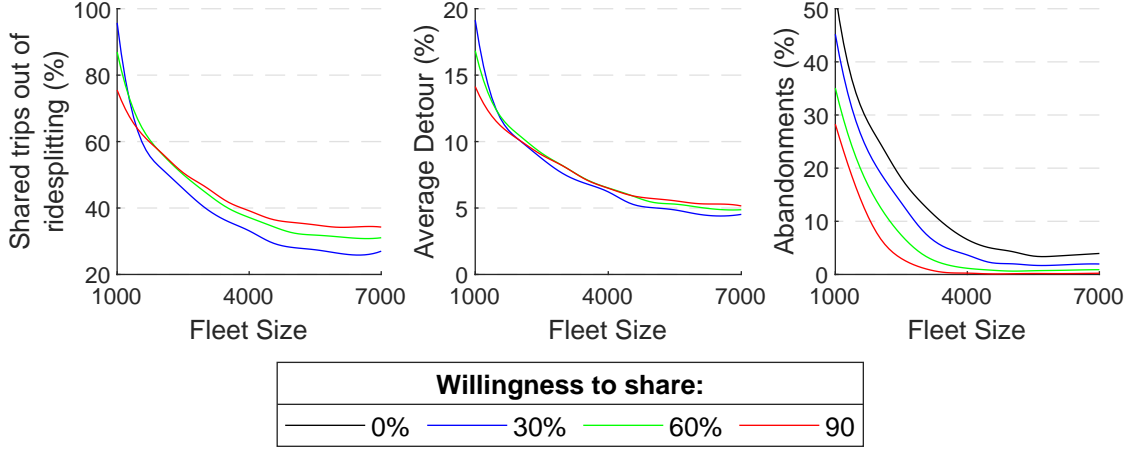 Shared trips out of
ridesplitting (%)
100
80
60
40
20
1000
4000
7000
Fleet Size
Average Detour (%)
20
15
10
5
0
1000
4000
7000
Fleet Size
Abandonments (%)
50
40
30
20
10
0
1000
4000
7000
Fleet Size
Willingness to share:
0% 30% 60% 90